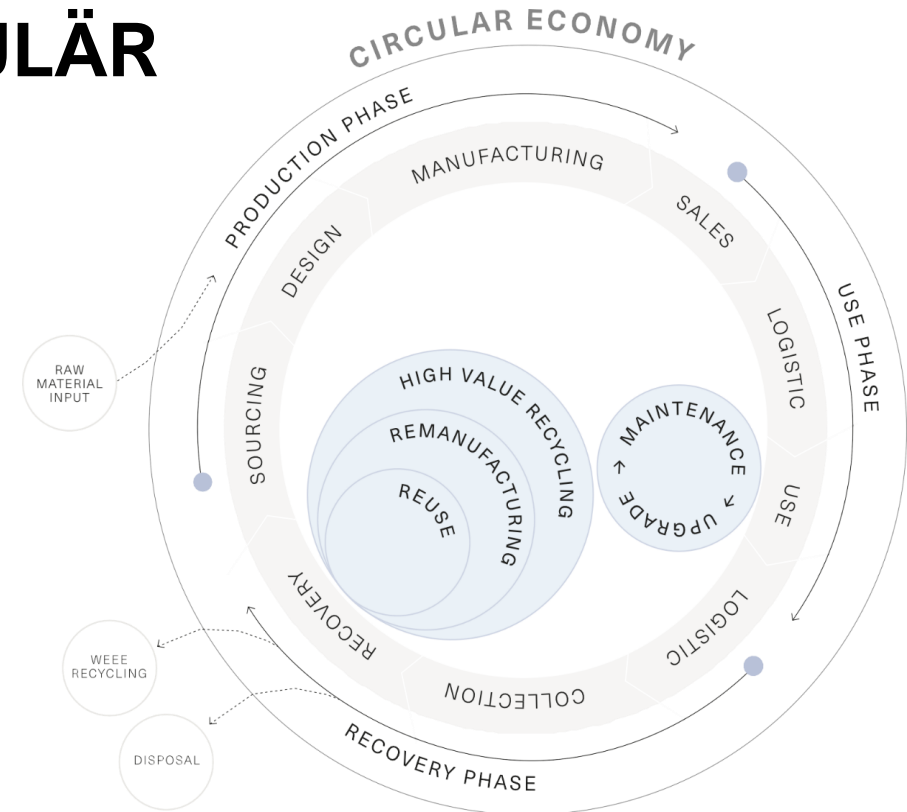 ULÄR
CIRCULAR ECONOMY
PRODUCTION PHASE
MANUFACTURING
SALES
DESIGN
LOGISTIC
USE PHASE
RAW
MATERIAL
INPUT
SOURCING
HIGH VALUE RECYCLING
REMANUFACTURING
REUSE
MAINTENANCE
UPGRADE
USE
LOGISTIC
RECOVERY
COLLECTION
WEEE
RECYCLING
DISPOSAL
RECOVERY PHASE